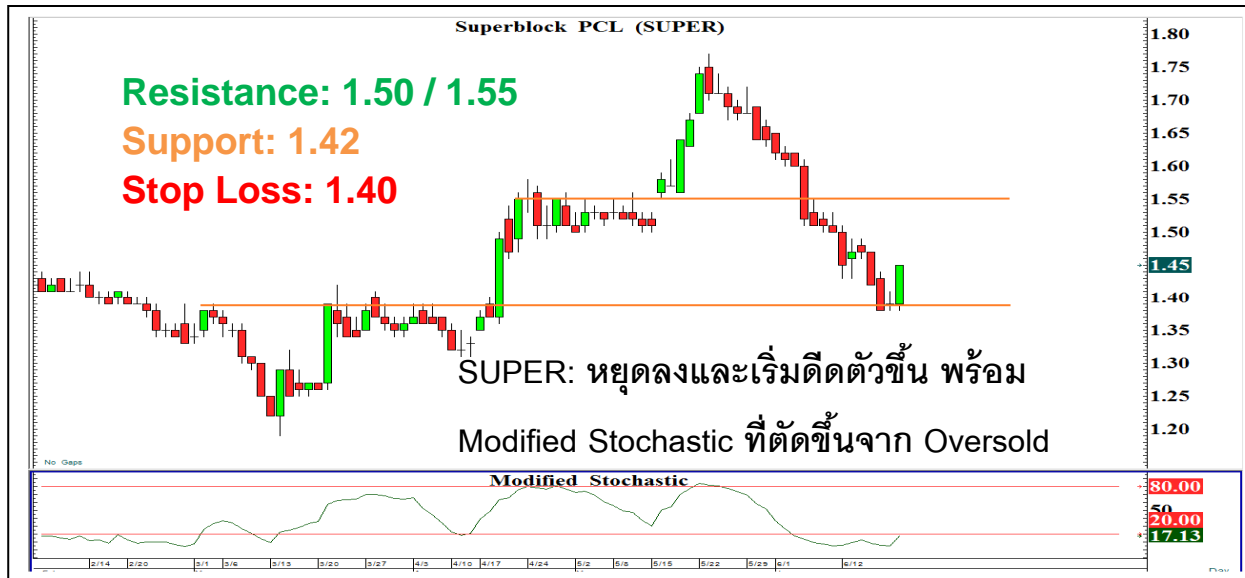 Superblock PCL (SUPER)
Resistance: 1.50 / 1.55
Support: 1.42
Stop Loss: 1.40
1.80
1.75
1.70
1.65
1.60
1.55
1.50
1.45
1.40
1.35
1.30
1.25
1.20
SUPER: หยุดลงและเริ่มดีดตัวขึ้น พร้อม
Modified Stochastic ที่ตัดขึ้นจาก Oversold
No Gaps
Modified Stochastic
80.00
50
20.00
17.13
2/14 2/20 3/1 3/6 3/13 3/20 3/27 4/3 4/10 4/17 4/24 5/2 5/8 5/15 5/22 5/29 6/1 6/12
Day